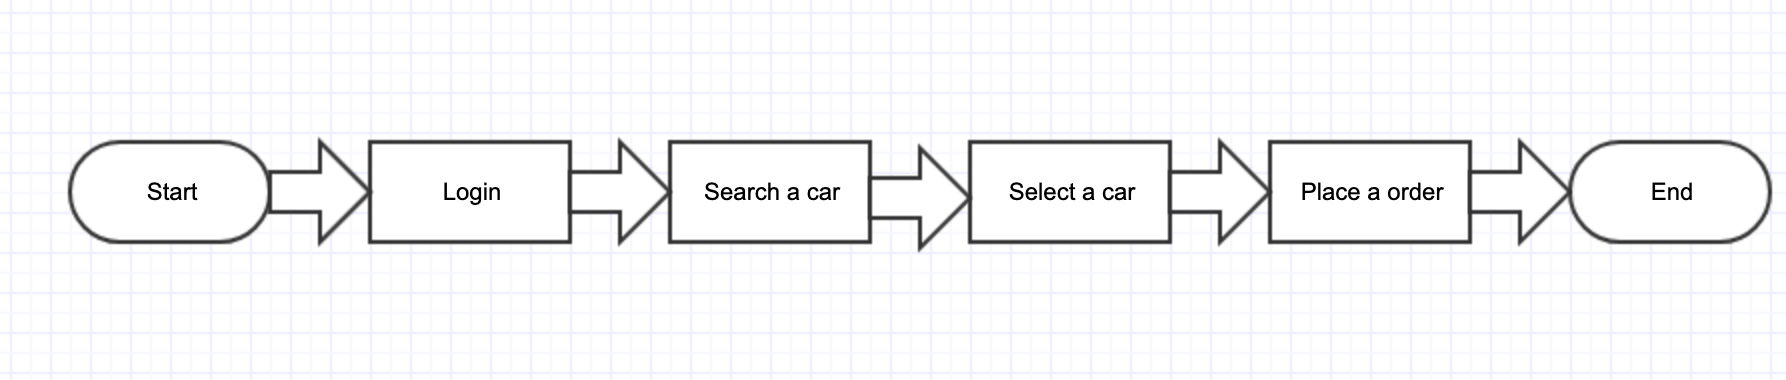 Start
Login
Search a car
Select a car
Place a order
End